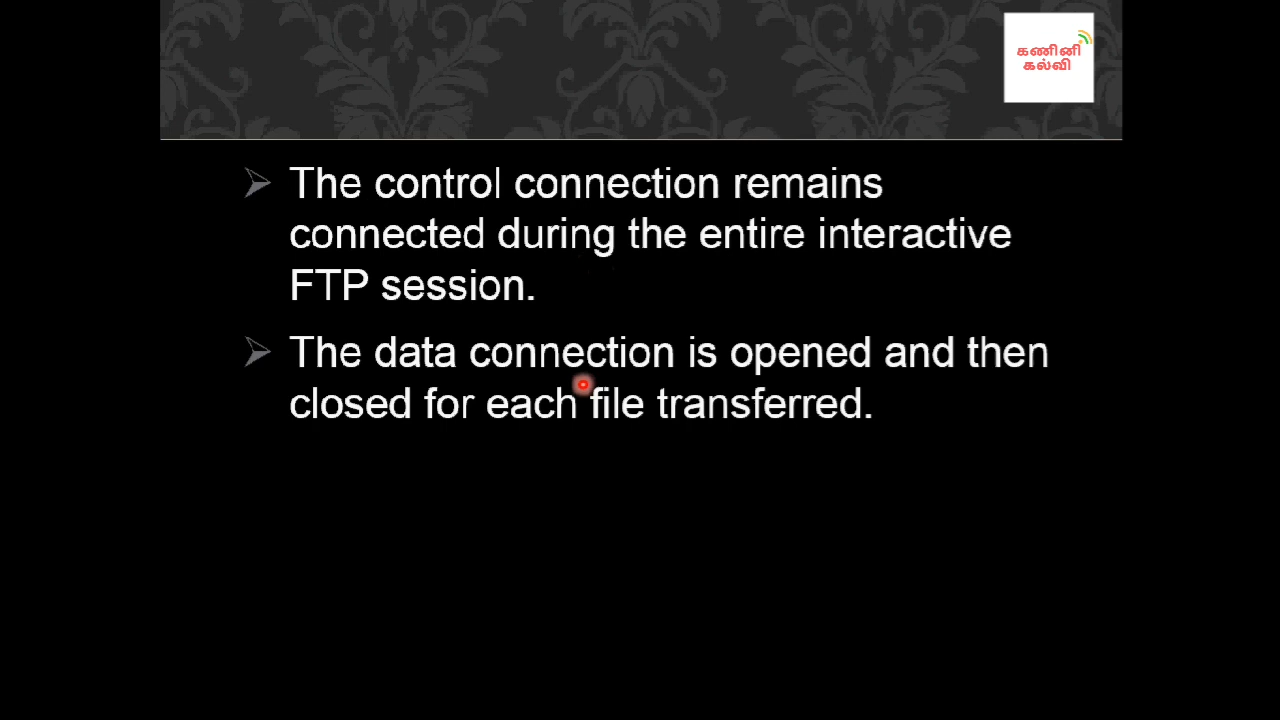 கணினி
கல்வி
The control connection remains
connected during the entire interactive
FTP session.
The data connection is opened and then
closed for each file transferred.